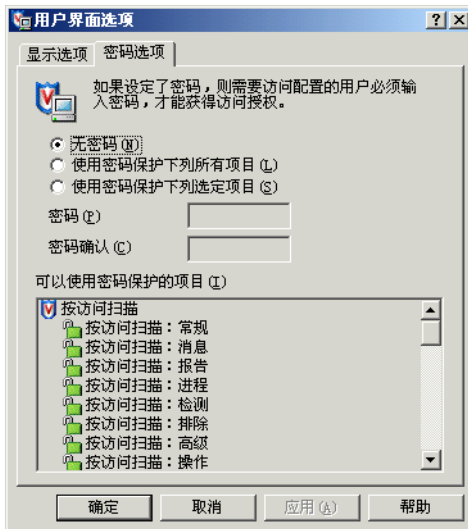 用户界面选项
显示选项 密码选项
如果设定了密码，则需要访问配置的用户必须输
入密码，才能获得访问授权。
无密码(N)
使用密码保护下列所有项目(L)
使用密码保护下列选定项目(S)
密码(P)
密码确认(C)
可以使用密码保护的项目(I)
按访问扫描
按访问扫描：常规
按访问扫描：消息
按访问扫描：报告
按访问扫描：进程
按访问扫描：检测
按访问扫描：排除
按访问扫描：高级
按访问扫描：操作
确定 取消 应用(A) 帮助